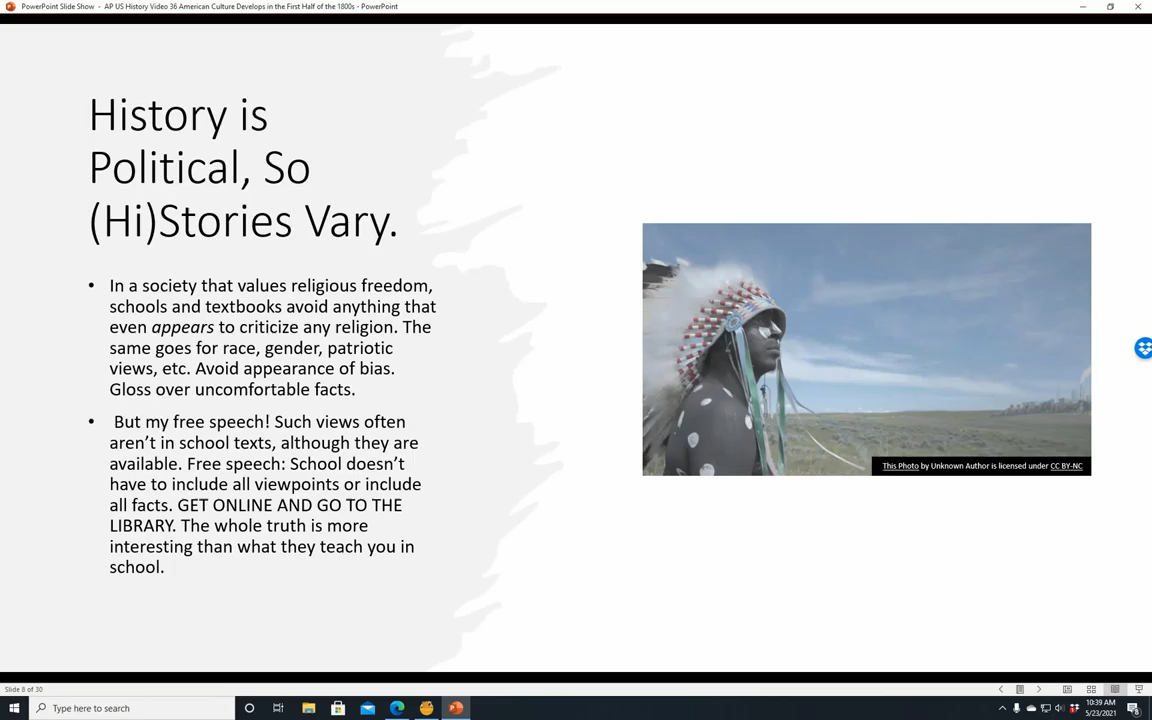 PowerPoint Slide Show - AP US History Video 36 American Culture Develops in the First Half of the 1800s - PowerPoint
History is
Political, So
(Hi)Stories Vary.
• In a society that values religious freedom,
schools and textbooks avoid anything that
even appears to criticize any religion. The
same goes for race, gender, patriotic
views, etc. Avoid appearance of bias.
Gloss over uncomfortable facts.
• But my free speech! Such views often
aren't in school texts, although they are
available. Free speech: School doesn't
have to include all viewpoints or include
all facts. GET ONLINE AND GO TO THE
LIBRARY. The whole truth is more
interesting than what they teach you in
school.
This Photo by Unknown Author is licensed under CC BY-NC
Slide 8 of 30
Type here to search
10:39 AM
5/23/2021